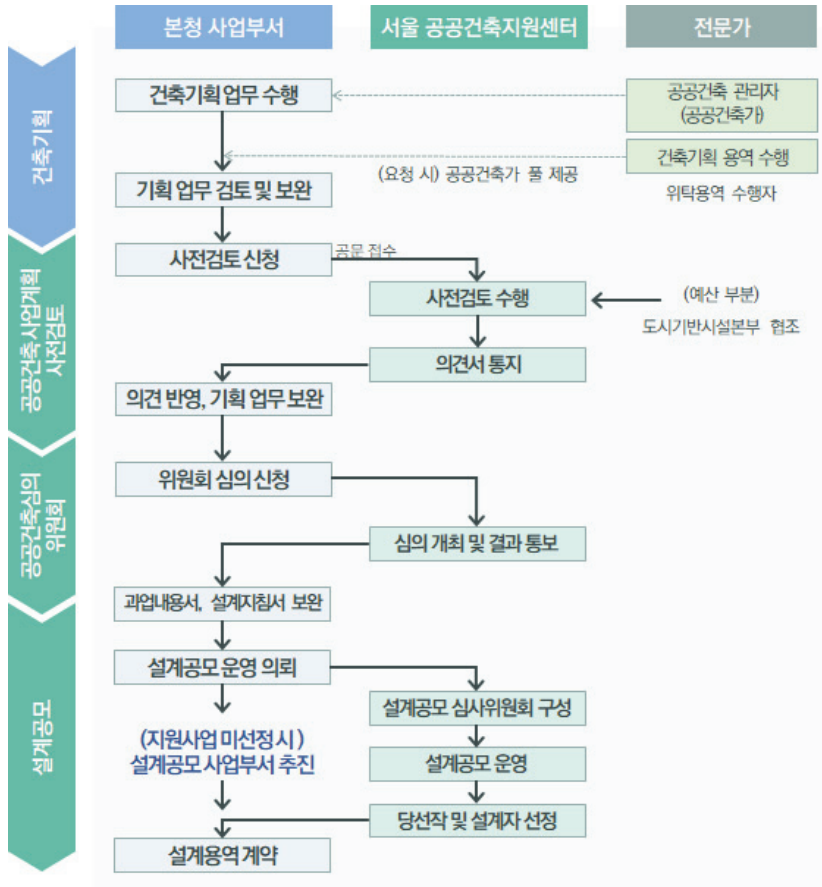 본청 사업부서
서울 공공건축지원센터
전문가
건축기획
건축기획 업무 수행
공공건축 관리자
(공공건축가)
건축기획 용역 수행
(요청 시) 공공건축가 풀 제공
위탁용역 수행자
기획 업무 검토 및 보완
공공건축 사업계획
사전검토
사전검토 신청
공문 접수
사전검토 수행
(예산 부분)
도시기반시설본부 협조
의견서 통지
의견 반영, 기획 업무 보완
공공건축심의
위원회
위원회 심의 신청
심의 개최 및 결과 통보
과업내용서, 설계지침서 보완
설계공모
설계공모 운영 의뢰
설계공모 심사위원회 구성
(지원사업 미선정 시)
설계공모 사업부서 추진
설계공모 운영
당선작 및 설계자 선정
설계용역 계약